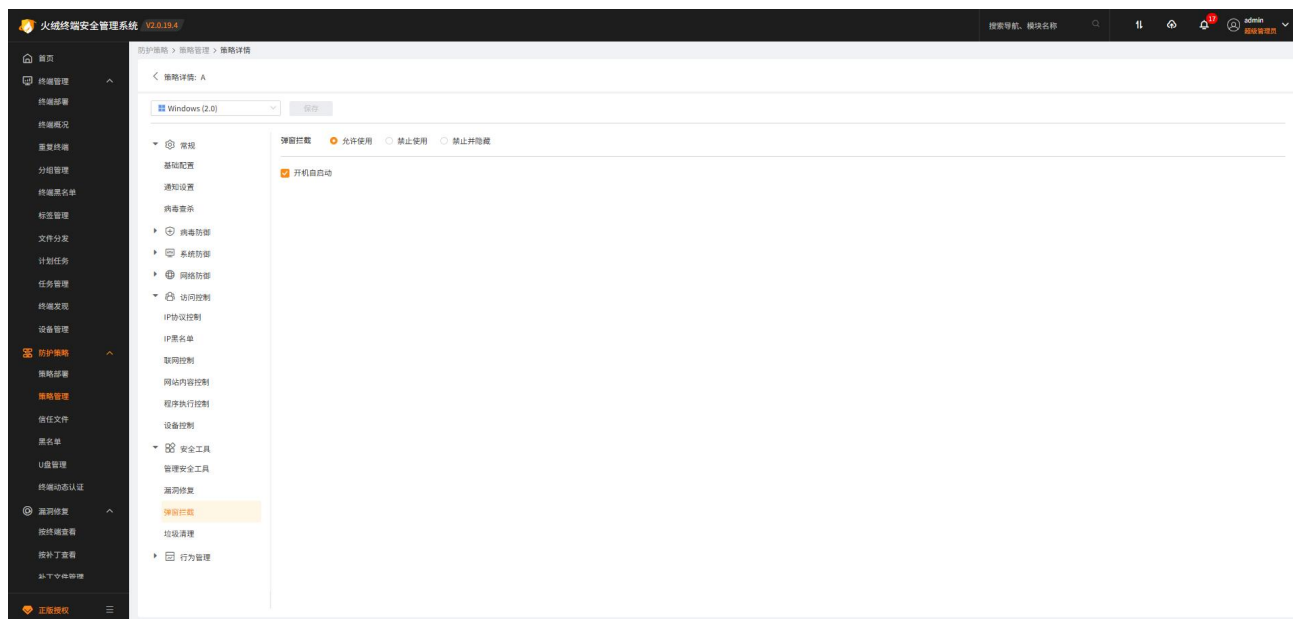 火绒终端安全管理系统 V2.0.19.4
搜索导航、模块名称
17
admin
超级管理员
首页
终端管理
终端部署
终端概况
重复终端
分组管理
终端黑名单
标签管理
文件分发
计划任务
任务管理
终端发现
设备管理
防护策略
策略部署
策略管理
信任文件
黑名单
U盘管理
终端动态认证
漏洞修复
按终端查看
按补丁查看
补丁文件管理
正版授权
防护策略 > 策略管理 > 策略详情
策略详情: A
Windows (2.0)
保存
常规
基础配置
通知设置
病毒查杀
病毒防御
系统防御
网络防御
访问控制
IP协议控制
IP黑名单
联网控制
网站内容控制
程序执行控制
设备控制
安全工具
管理安全工具
漏洞修复
弹窗拦截
垃圾清理
行为管理
弹窗拦截 允许使用 禁止使用 禁止并隐藏
开机自启动